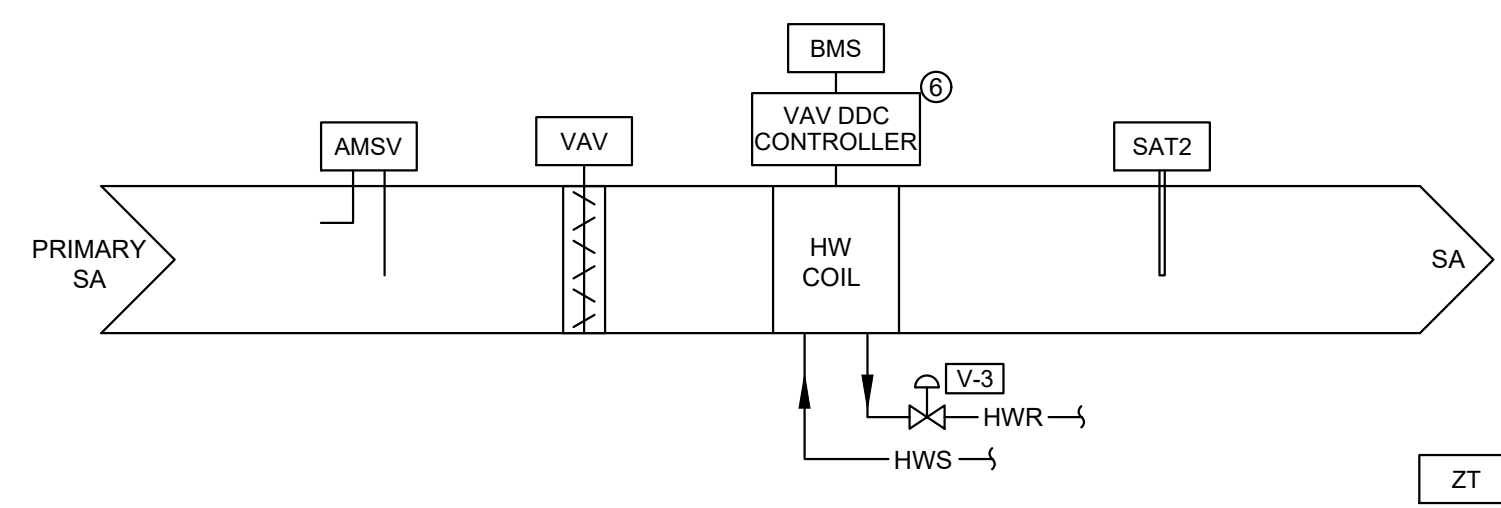 BMS
6
VAV DDC
CONTROLLER
AMSV
VAV
SAT2
PRIMARY
SA
HW
COIL
SA
V-3
HWR
HWS
ZT